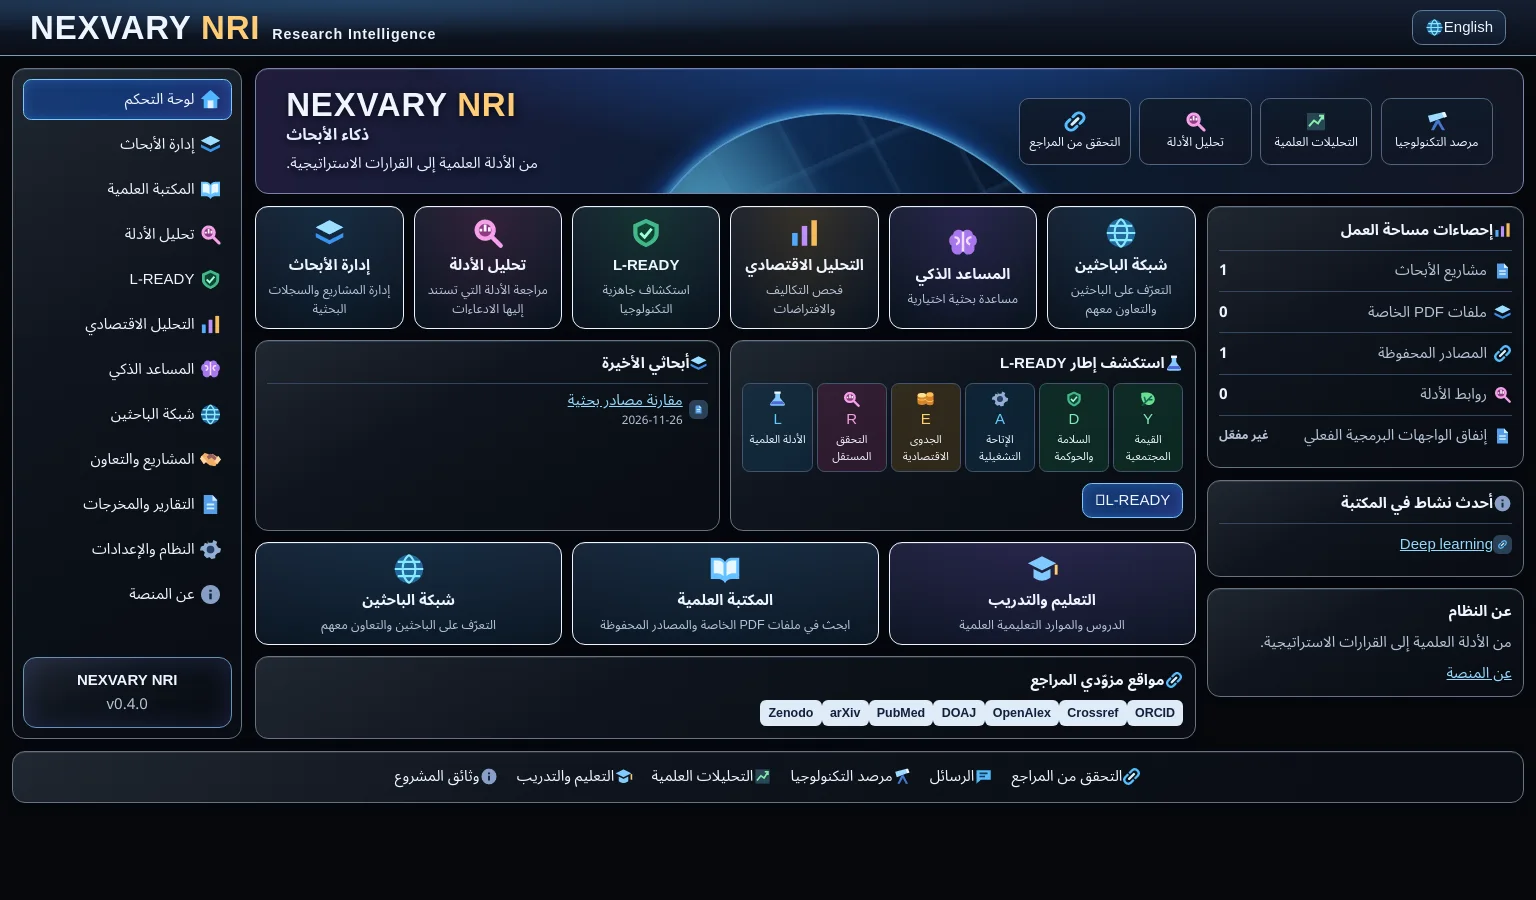 NEXVARY NRI Research Intelligence
English
لوحة التحكم
إدارة الأبحاث
المكتبة العلمية
تحليل الأدلة
L-READY
التحليل الاقتصادي
المساعد الذكي
شبكة الباحثين
المشاريع والتعاون
التقارير والمخرجات
النظام والإعدادات
عن المنصة
NEXVARY NRI
v0.4.0
NEXVARY NRI
ذكاء الأبحاث
من الأدلة العلمية إلى القرارات الاستراتيجية.
مرصد التكنولوجيا
التحليلات العلمية
تحليل الأدلة
التحقق من المراجع
إحصاءات مساحة العمل
مشاريع الأبحاث 1
ملفات PDF الخاصة 0
المصادر المحفوظة 1
روابط الأدلة 0
إنفاق الواجهات البرمجية الفعلي غير مفعّل
أحدث نشاط في المكتبة
Deep learning
عن النظام
من الأدلة العلمية إلى القرارات الاستراتيجية.
عن المنصة
شبكة الباحثين
التعرّف على الباحثين
والتعاون معهم
المساعد الذكي
مساعدة بحثية اختيارية
التحليل الاقتصادي
فحص التكاليف
والافتراضات
L-READY
استكشاف جاهزية
التكنولوجيا
تحليل الأدلة
مراجعة الأدلة التي تستند
إليها الادعاءات
إدارة الأبحاث
إدارة المشاريع والسجلات
البحثية
استكشف إطار L-READY
Y
القيمة
المجتمعية
D
السلامة
والحوكمة
A
الإتاحة
التشغيلية
E
الجدوى
الاقتصادية
R
التحقق
المستقل
L
الأدلة العلمية
L-READY
أبحاثي الأخيرة
مقارنة مصادر بحثية
2026-11-26
التعليم والتدريب
الدروس والموارد التعليمية العلمية
المكتبة العلمية
ابحث في ملفات PDF الخاصة والمصادر المحفوظة
شبكة الباحثين
التعرّف على الباحثين والتعاون معهم
مواقع مزوّدي المراجع
Zenodo arXiv PubMed DOAJ OpenAlex Crossref ORCID
التحقق من المراجع الرسائل مرصد التكنولوجيا التحليلات العلمية التعليم والتدريب وثائق المشروع